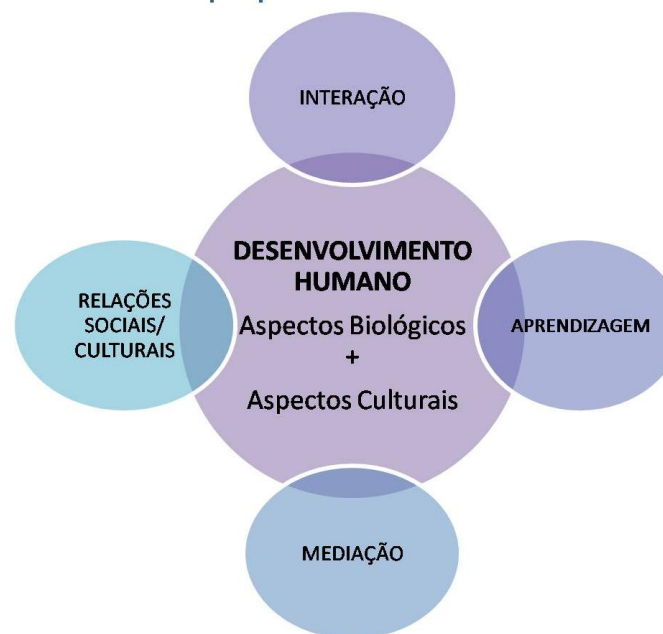 INTERAÇÃO
DESENVOLVIMENTO
HUMANO
Aspectos Biológicos
+
Aspectos Culturais
RELAÇÕES
SOCIAIS/
CULTURAIS
APRENDIZAGEM
MEDIAÇÃO